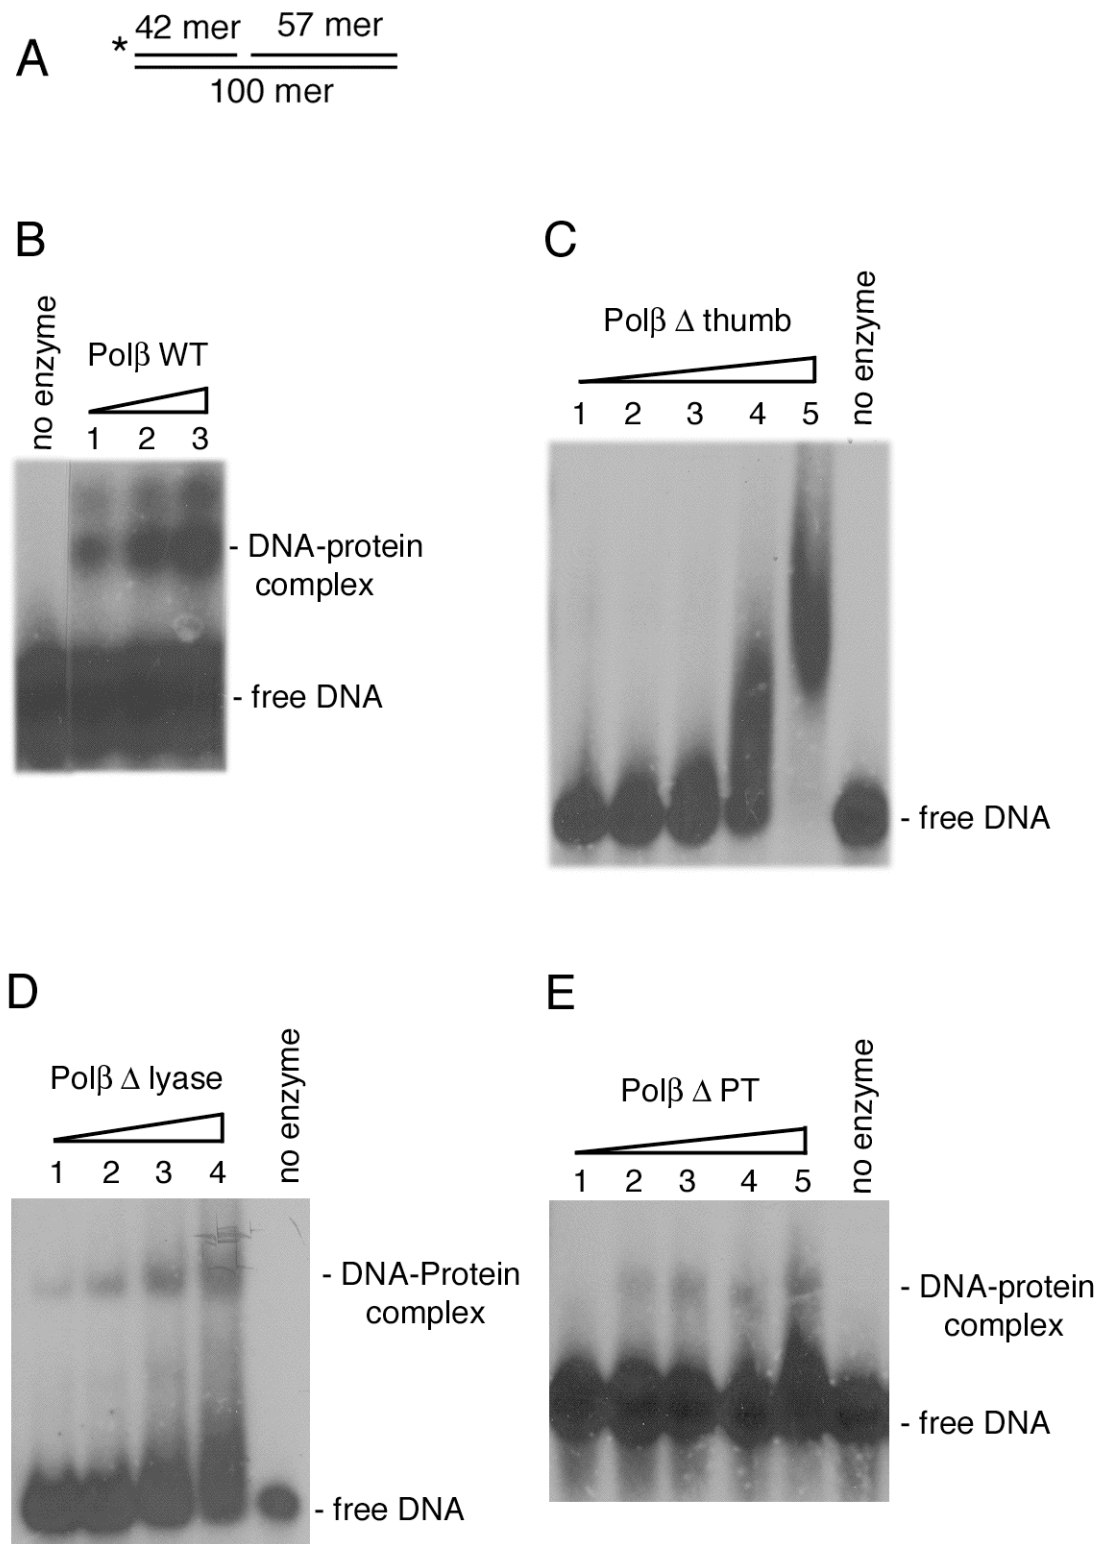 A
*
42 mer 57 mer
100 mer
B
no enzyme
Polβ WT
1 2 3
- DNA-protein
complex
- free DNA
C
Polβ Δ thumb
no enzyme
1 2 3 4 5
- free DNA
D
Polβ Δ lyase
no enzyme
1 2 3 4
- DNA-Protein
complex
- free DNA
E
Polβ Δ PT
no enzyme
1 2 3 4 5
- DNA-protein
complex
- free DNA